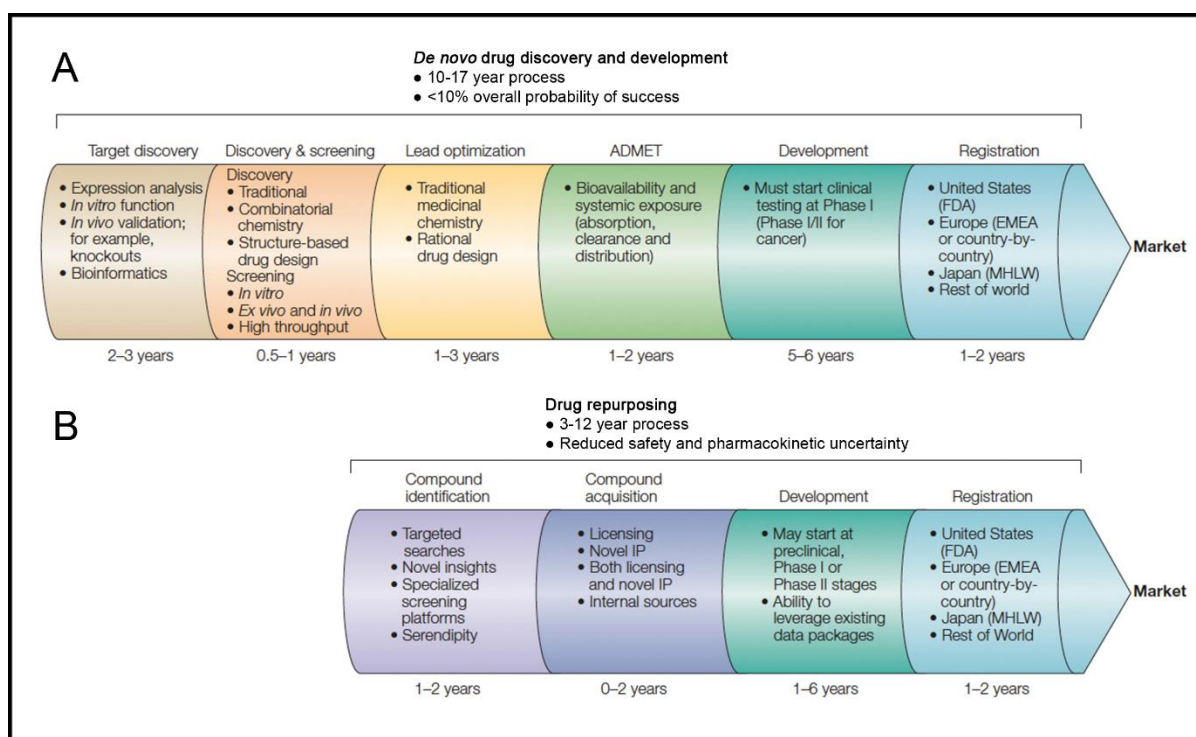 A
De novo drug discovery and development
● 10-17 year process
● <10% overall probability of success
Target discovery
• Expression analysis
• In vitro function
• In vivo validation;
for example,
knockouts
• Bioinformatics
2–3 years
Discovery & screening
Discovery
• Traditional
• Combinatorial
chemistry
• Structure-based
drug design
Screening
• In vitro
• Ex vivo and in vivo
• High throughput
0.5–1 years
Lead optimization
• Traditional
medicinal
chemistry
• Rational
drug design
1–3 years
ADMET
• Bioavailability and
systemic exposure
(absorption,
clearance and
distribution)
1–2 years
Development
• Must start clinical
testing at Phase I
(Phase I/II for
cancer)
5–6 years
Registration
• United States
(FDA)
• Europe (EMEA
or country-by-
country)
• Japan (MHLW)
• Rest of world
1–2 years
Market
B
Drug repurposing
● 3-12 year process
● Reduced safety and pharmacokinetic uncertainty
Compound
identification
• Targeted
searches
• Novel insights
• Specialized
screening
platforms
• Serendipity
1–2 years
Compound
acquisition
• Licensing
• Novel IP
• Both licensing
and novel IP
• Internal sources
0–2 years
Development
• May start at
preclinical,
Phase I or
Phase II stages
• Ability to
leverage existing
data packages
1–6 years
Registration
• United States
(FDA)
• Europe (EMEA
or country-by-
country)
• Japan (MHLW)
• Rest of World
1–2 years
Market